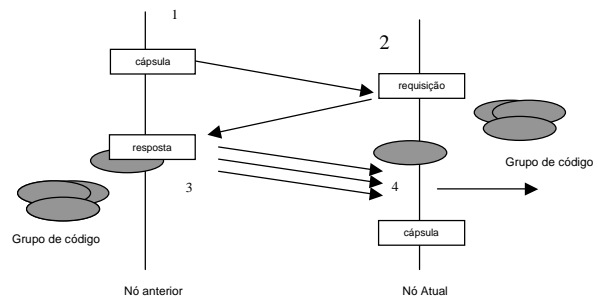 1
2
cápsula
requisição
resposta
Grupo de código
3
4
Grupo de código
cápsula
Nó anterior
Nó Atual